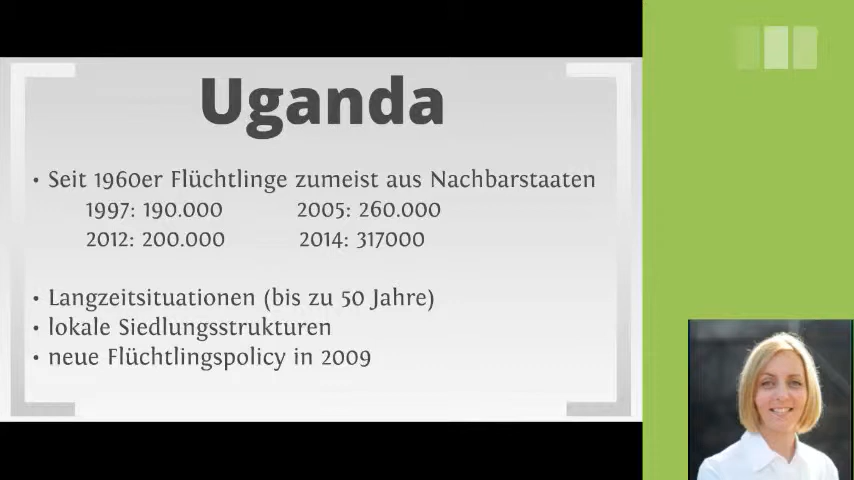 Uganda
• Seit 1960er Flüchtlinge zumeist aus Nachbarstaaten
1997: 190.000 2005: 260.000
2012: 200.000 2014: 317000
• Langzeitsituationen (bis zu 50 Jahre)
• lokale Siedlungsstrukturen
• neue Flüchtlingspolicy in 2009